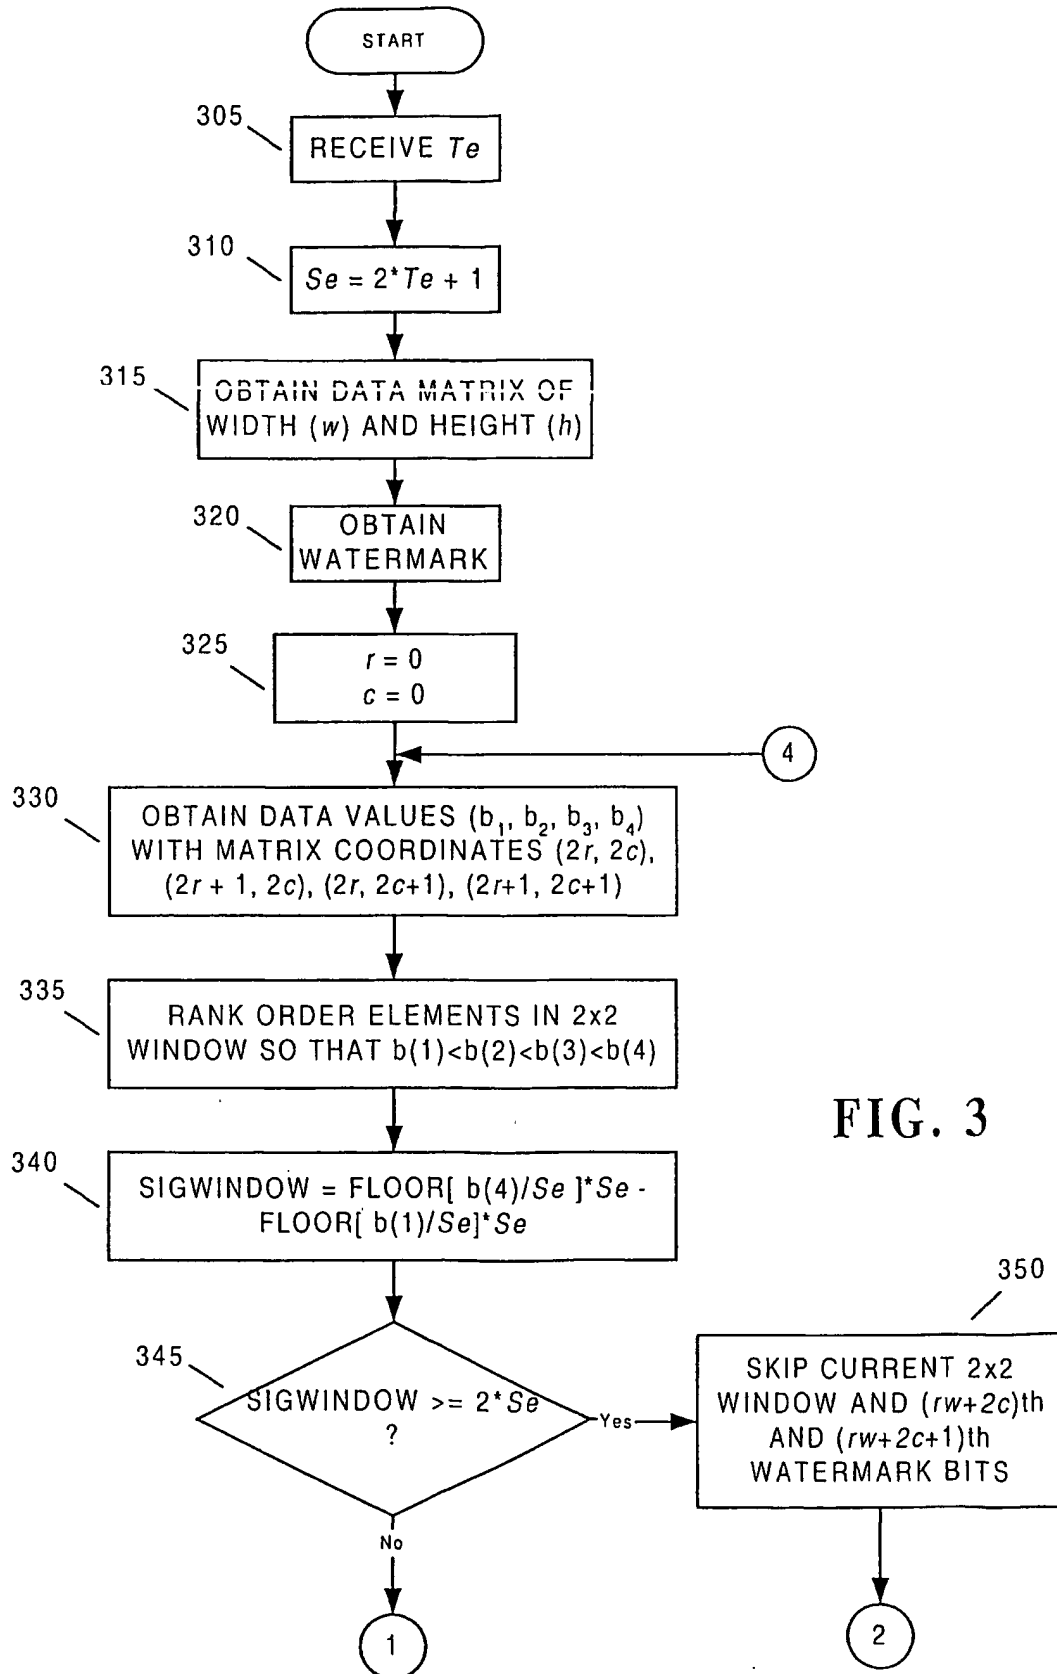 START
305
RECEIVE Te
310
Se = 2*Te + 1
315
OBTAIN DATA MATRIX OF
WIDTH (w) AND HEIGHT (h)
320
OBTAIN
WATERMARK
325
r = 0
c = 0
4
330
OBTAIN DATA VALUES (b₁, b₂, b₃, b₄)
WITH MATRIX COORDINATES (2r, 2c),
(2r + 1, 2c), (2r, 2c+1), (2r+1, 2c+1)
335
RANK ORDER ELEMENTS IN 2x2
WINDOW SO THAT b(1)<b(2)<b(3)<b(4)
FIG. 3
340
SIGWINDOW = FLOOR[ b(4)/Se ]*Se -
FLOOR[ b(1)/Se]*Se
345
SIGWINDOW >= 2*Se
?
Yes
350
SKIP CURRENT 2x2
WINDOW AND (rw+2c)th
AND (rw+2c+1)th
WATERMARK BITS
No
1
2